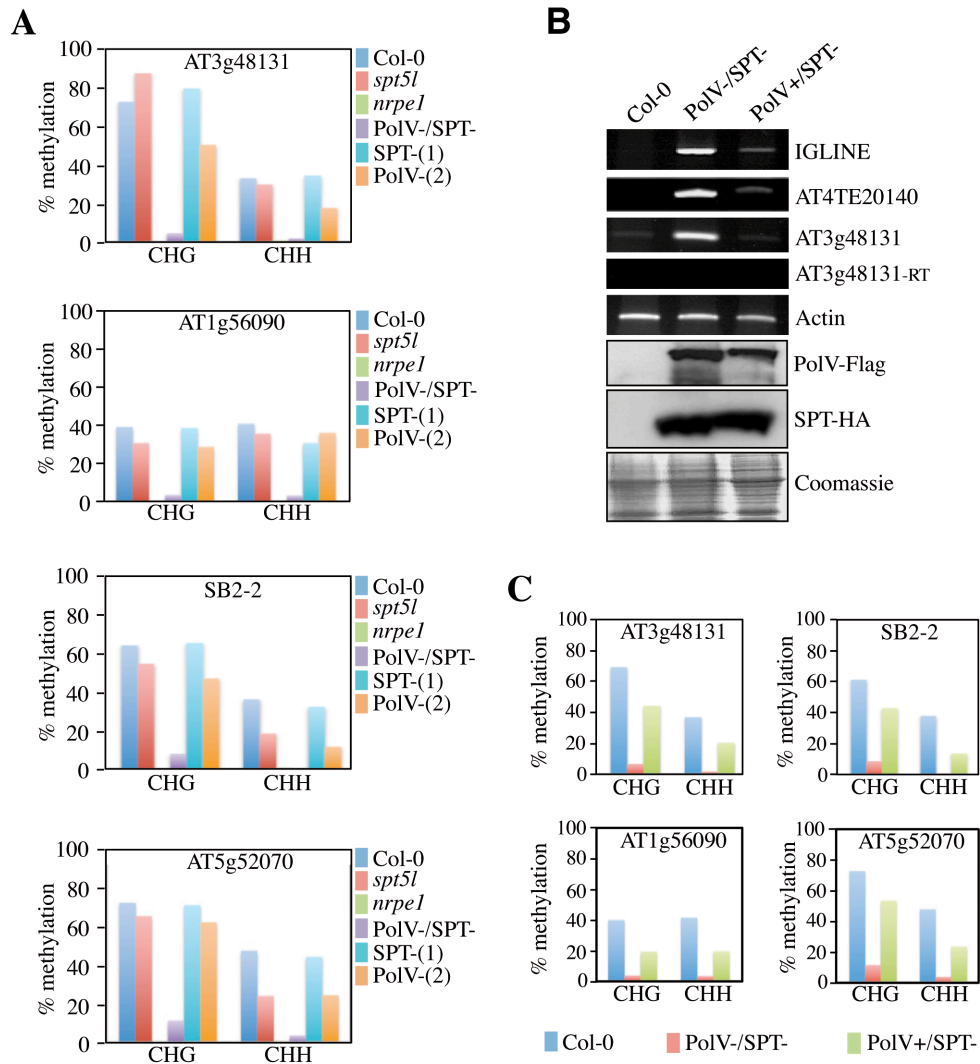 A
% methylation
100
80
60
40
20
0
AT3g48131
CHG
CHH
Col-0
spt5l
nrpe1
PolV-/SPT-
SPT-(1)
PolV-(2)
% methylation
100
80
60
40
20
0
AT1g56090
CHG
CHH
Col-0
spt5l
nrpe1
PolV-/SPT-
SPT-(1)
PolV-(2)
% methylation
100
80
60
40
20
0
SB2-2
CHG
CHH
Col-0
spt5l
nrpe1
PolV-/SPT-
SPT-(1)
PolV-(2)
% methylation
100
80
60
40
20
0
AT5g52070
CHG
CHH
Col-0
spt5l
nrpe1
PolV-/SPT-
SPT-(1)
PolV-(2)
B
Col-0
PolV-/SPT-
PolV+/SPT-
IGLINE
AT4TE20140
AT3g48131
AT3g48131-RT
Actin
PolV-Flag
SPT-HA
Coomassie
C
% methylation
100
80
60
40
20
0
AT3g48131
CHG
CHH
% methylation
100
80
60
40
20
0
SB2-2
CHG
CHH
% methylation
100
80
60
40
20
0
AT1g56090
CHG
CHH
% methylation
100
80
60
40
20
0
AT5g52070
CHG
CHH
Col-0
PolV-/SPT-
PolV+/SPT-